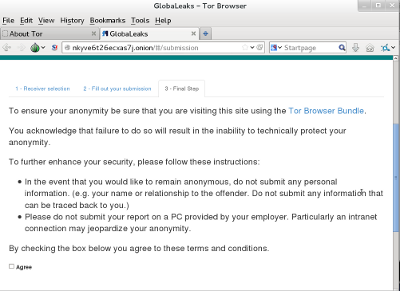 GlobaLeaks – Tor Browser
File Edit View History Bookmarks Tools Help
About Tor
GlobaLeaks
Startpage
1 - Receiver selection
2 - Fill out your submission
3 - Final Step
To ensure your anonymity be sure that you are visiting this site using the Tor Browser Bundle.
You acknowledge that failure to do so will result in the inability to technically protect your
anonymity.
To further enhance your security, please follow these instructions:
In the event that you would like to remain anonymous, do not submit any personal
information. (e.g. your name or relationship to the offender. Do not submit any information that
can be traced back to you.)
Please do not submit your report on a PC provided by your employer. Particularly an intranet
connection may jeopardize your anonymity.
By checking the box below you agree to these terms and conditions.
Agree